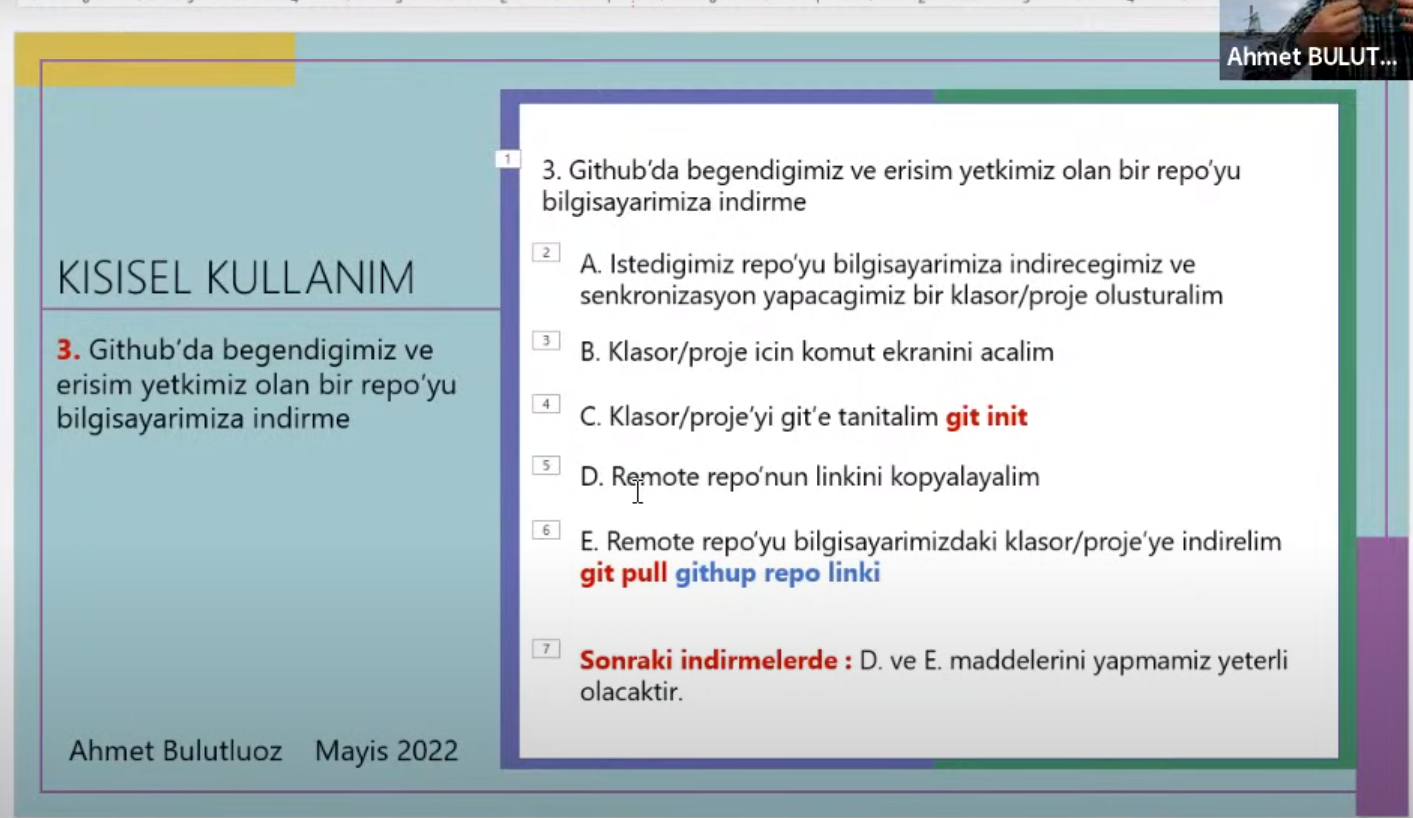 Ahmet BULUT...
KISISEL KULLANIM
3. Github'da begendigimiz ve
erisim yetkimiz olan bir repo'yu
bilgisayarimiza indirme
Ahmet Bulutluoz Mayis 2022
1
3. Github'da begendigimiz ve erisim yetkimiz olan bir repo'yu
bilgisayarimiza indirme
2
A. Istedigimiz repo'yu bilgisayarimiza indirecegimiz ve
senkronizasyon yapacagimiz bir klasor/proje olusturalim
3
B. Klasor/proje icin komut ekranini acalim
4
C. Klasor/proje'yi git'e tanitalim git init
5
D. Remote repo'nun linkini kopyalayalim
6
E. Remote repo'yu bilgisayarimizdaki klasor/proje'ye indirelim
git pull githup repo linki
7
Sonraki indirmelerde : D. ve E. maddelerini yapmamiz yeterli
olacaktir.